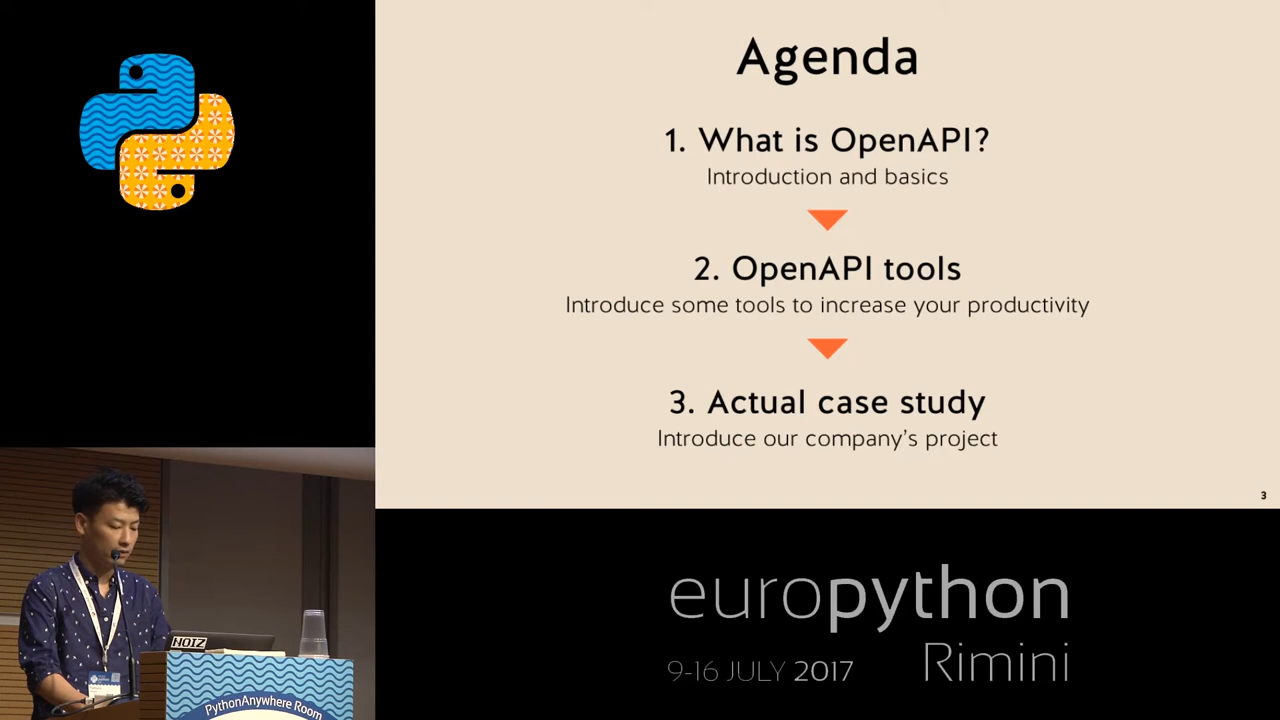 Agenda
1. What is OpenAPI?
Introduction and basics
2. OpenAPI tools
Introduce some tools to increase your productivity
3. Actual case study
Introduce our company's project
3
europython
9-16 JULY 2017
Rimini
NOIZ
PythonAnywhere Room